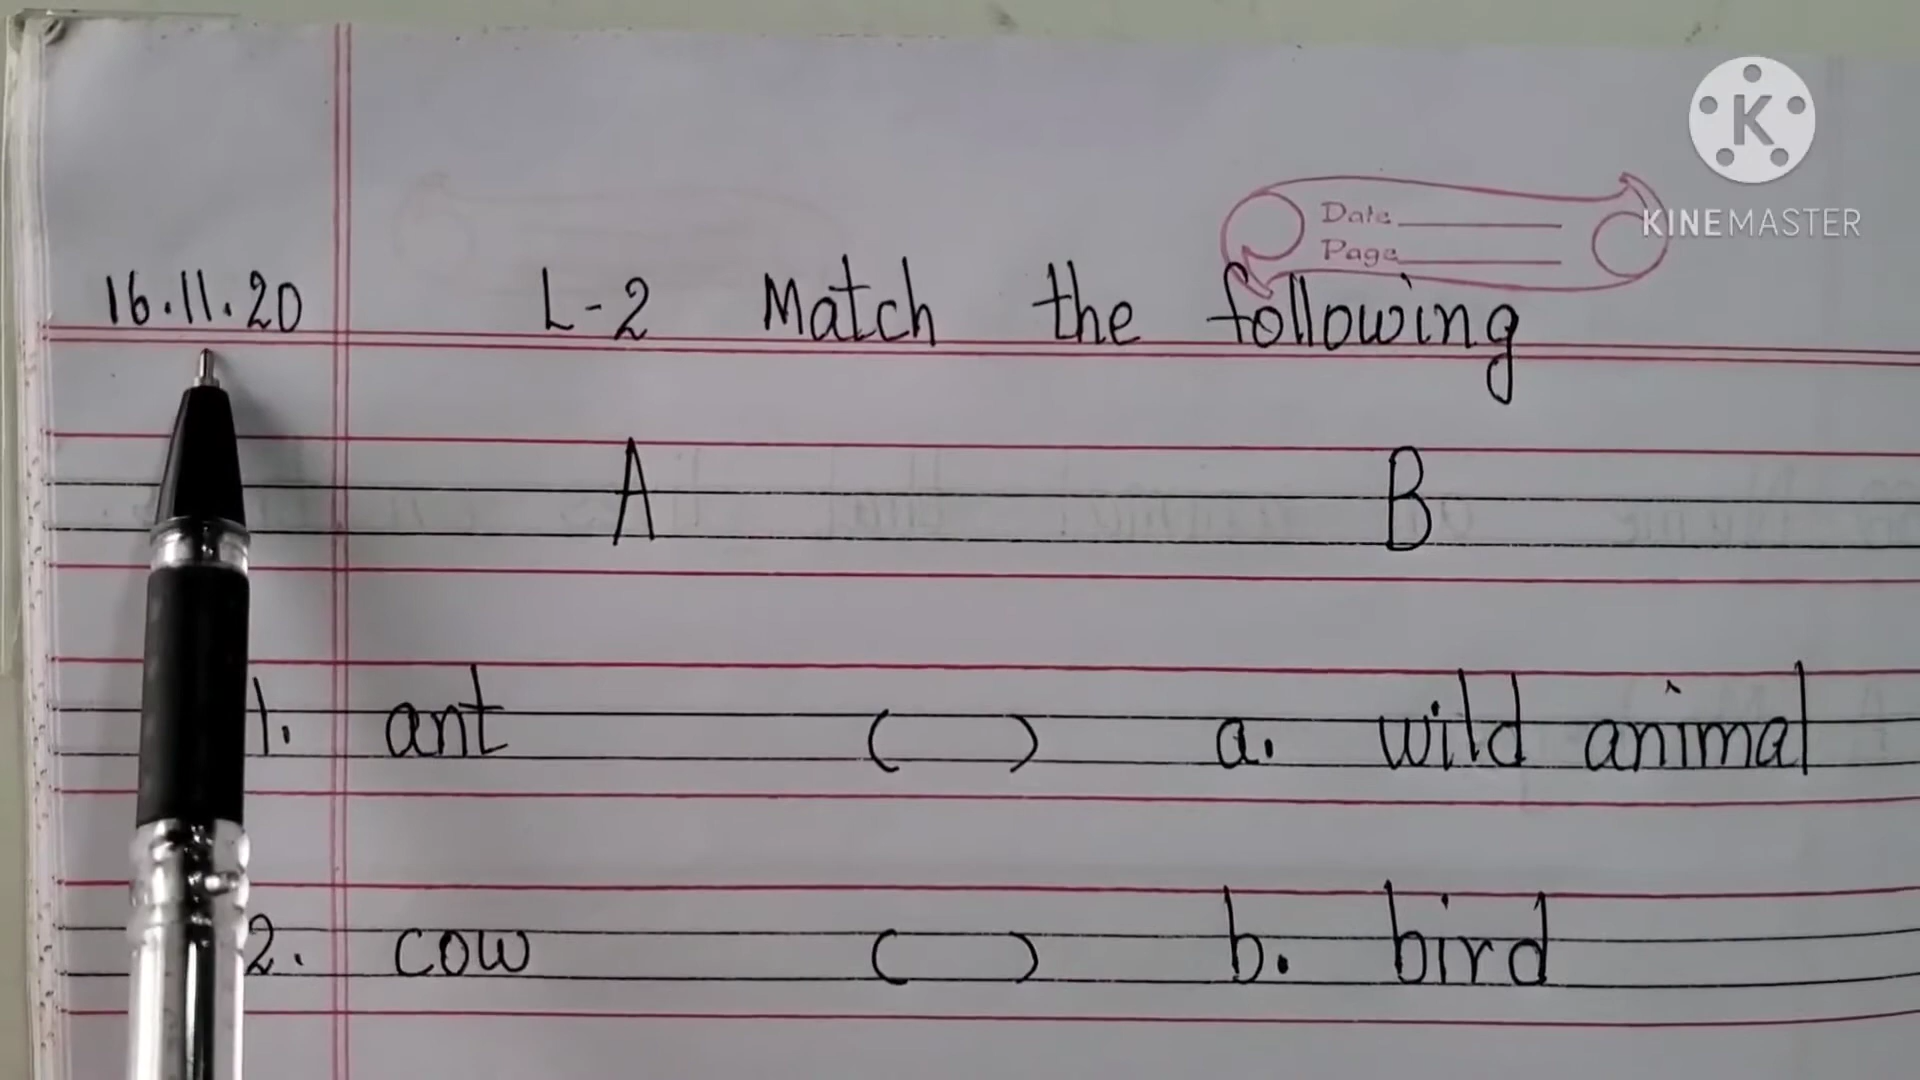 K
KINEMASTER
Date
Page
16.11.20 L-2 Match the following
A B
1. ant ( ) a. wild animal
2. cow ( ) b. bird